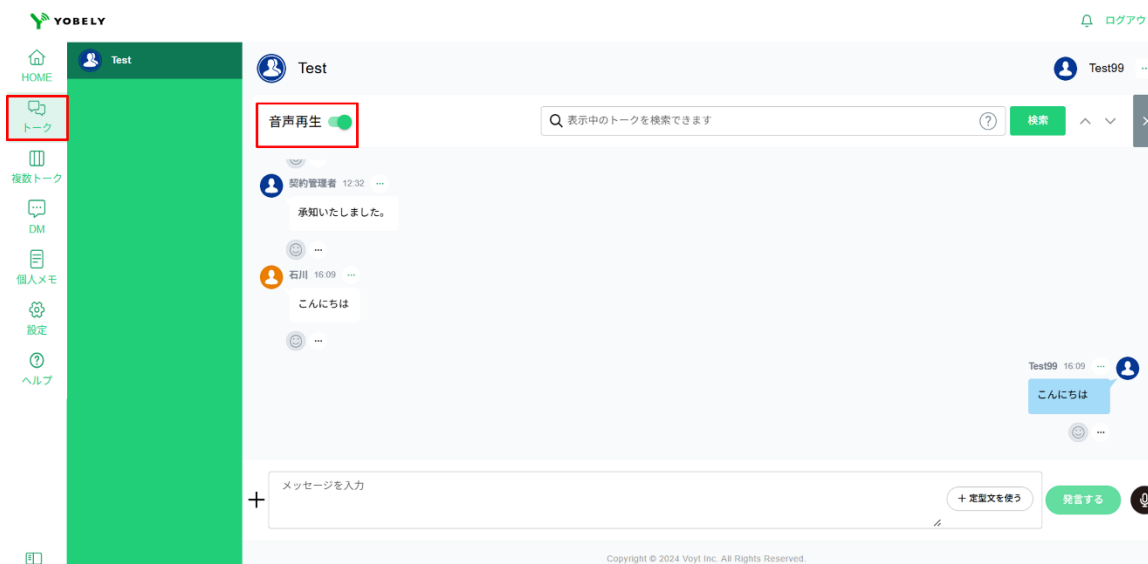 YOBELY
ログアウ
HOME
トーク
複数トーク
DM
個人メモ
設定
ヘルプ
Test
Test
Test99
音声再生
表示中のトークを検索できます
検索
契約管理者 12:32
承知いたしました。
石川 16:09
こんにちは
Test99 16:09
こんにちは
メッセージを入力
+ 定型文を使う
発言する
Copyright © 2024 Voyt Inc. All Rights Reserved.